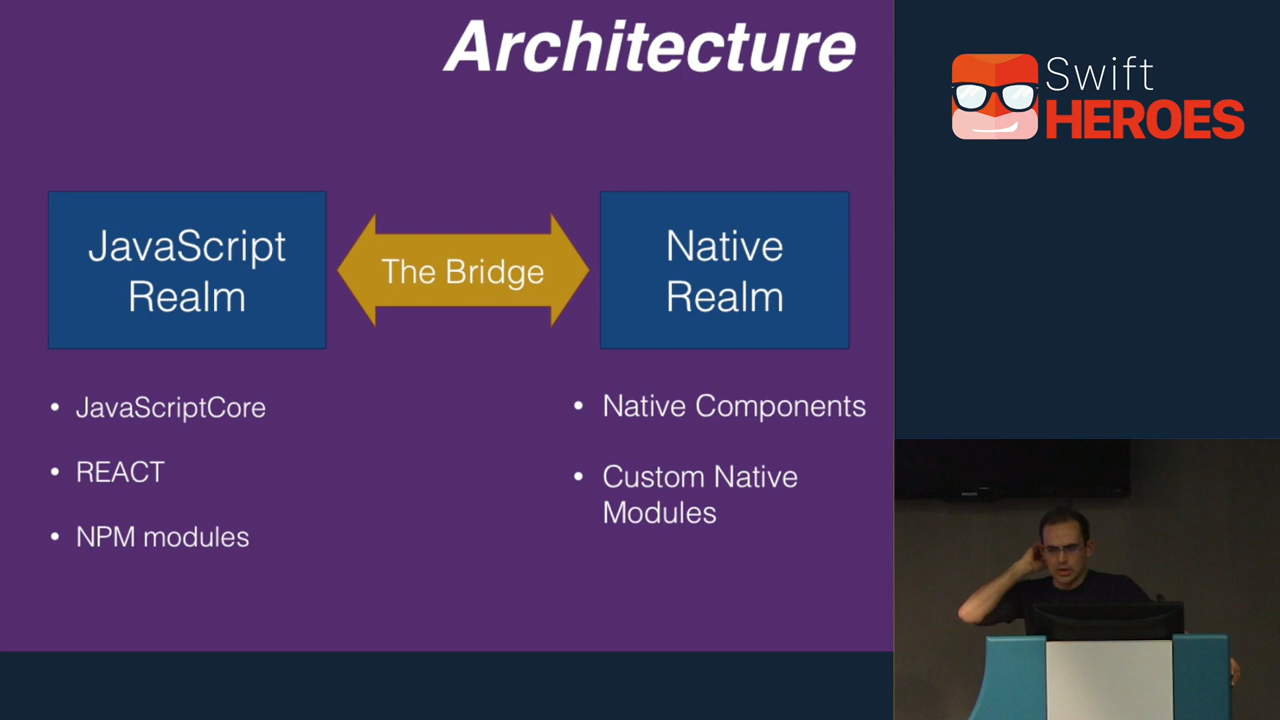 Architecture
Swift
HEROES
JavaScript
Realm
The Bridge
Native
Realm
• JavaScriptCore
• REACT
• NPM modules
• Native Components
• Custom Native
Modules